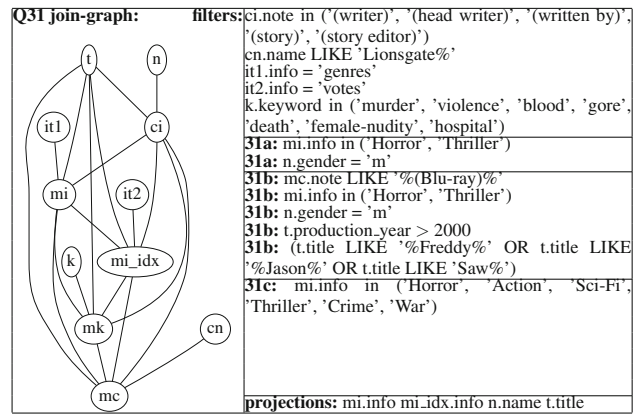 Q31 join-graph: filters:
t n
it1 ci
mi it2
k mi_idx
mk cn
mc
ci.note in ('(writer)', '(head writer)', '(written by)',
'(story)', '(story editor)')
cn.name LIKE 'Lionsgate%'
it1.info = 'genres'
it2.info = 'votes'
k.keyword in ('murder', 'violence', 'blood', 'gore',
'death', 'female-nudity', 'hospital')
31a: mi.info in ('Horror', 'Thriller')
31a: n.gender = 'm'
31b: mc.note LIKE '%(Blu-ray)%'
31b: mi.info in ('Horror', 'Thriller')
31b: n.gender = 'm'
31b: t.production_year > 2000
31b: (t.title LIKE '%Freddy%' OR t.title LIKE
'%Jason%' OR t.title LIKE 'Saw%')
31c: mi.info in ('Horror', 'Action', 'Sci-Fi',
'Thriller', 'Crime', 'War')
projections: mi.info mi_idx.info n.name t.title